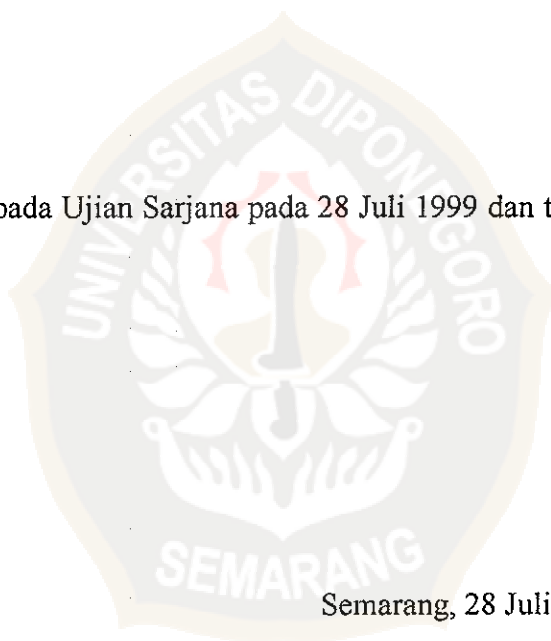 UNIVERSITAS DIPONEGORO
pada Ujian Sarjana pada 28 Juli 1999 dan t
SEMARANG
Semarang, 28 Juli